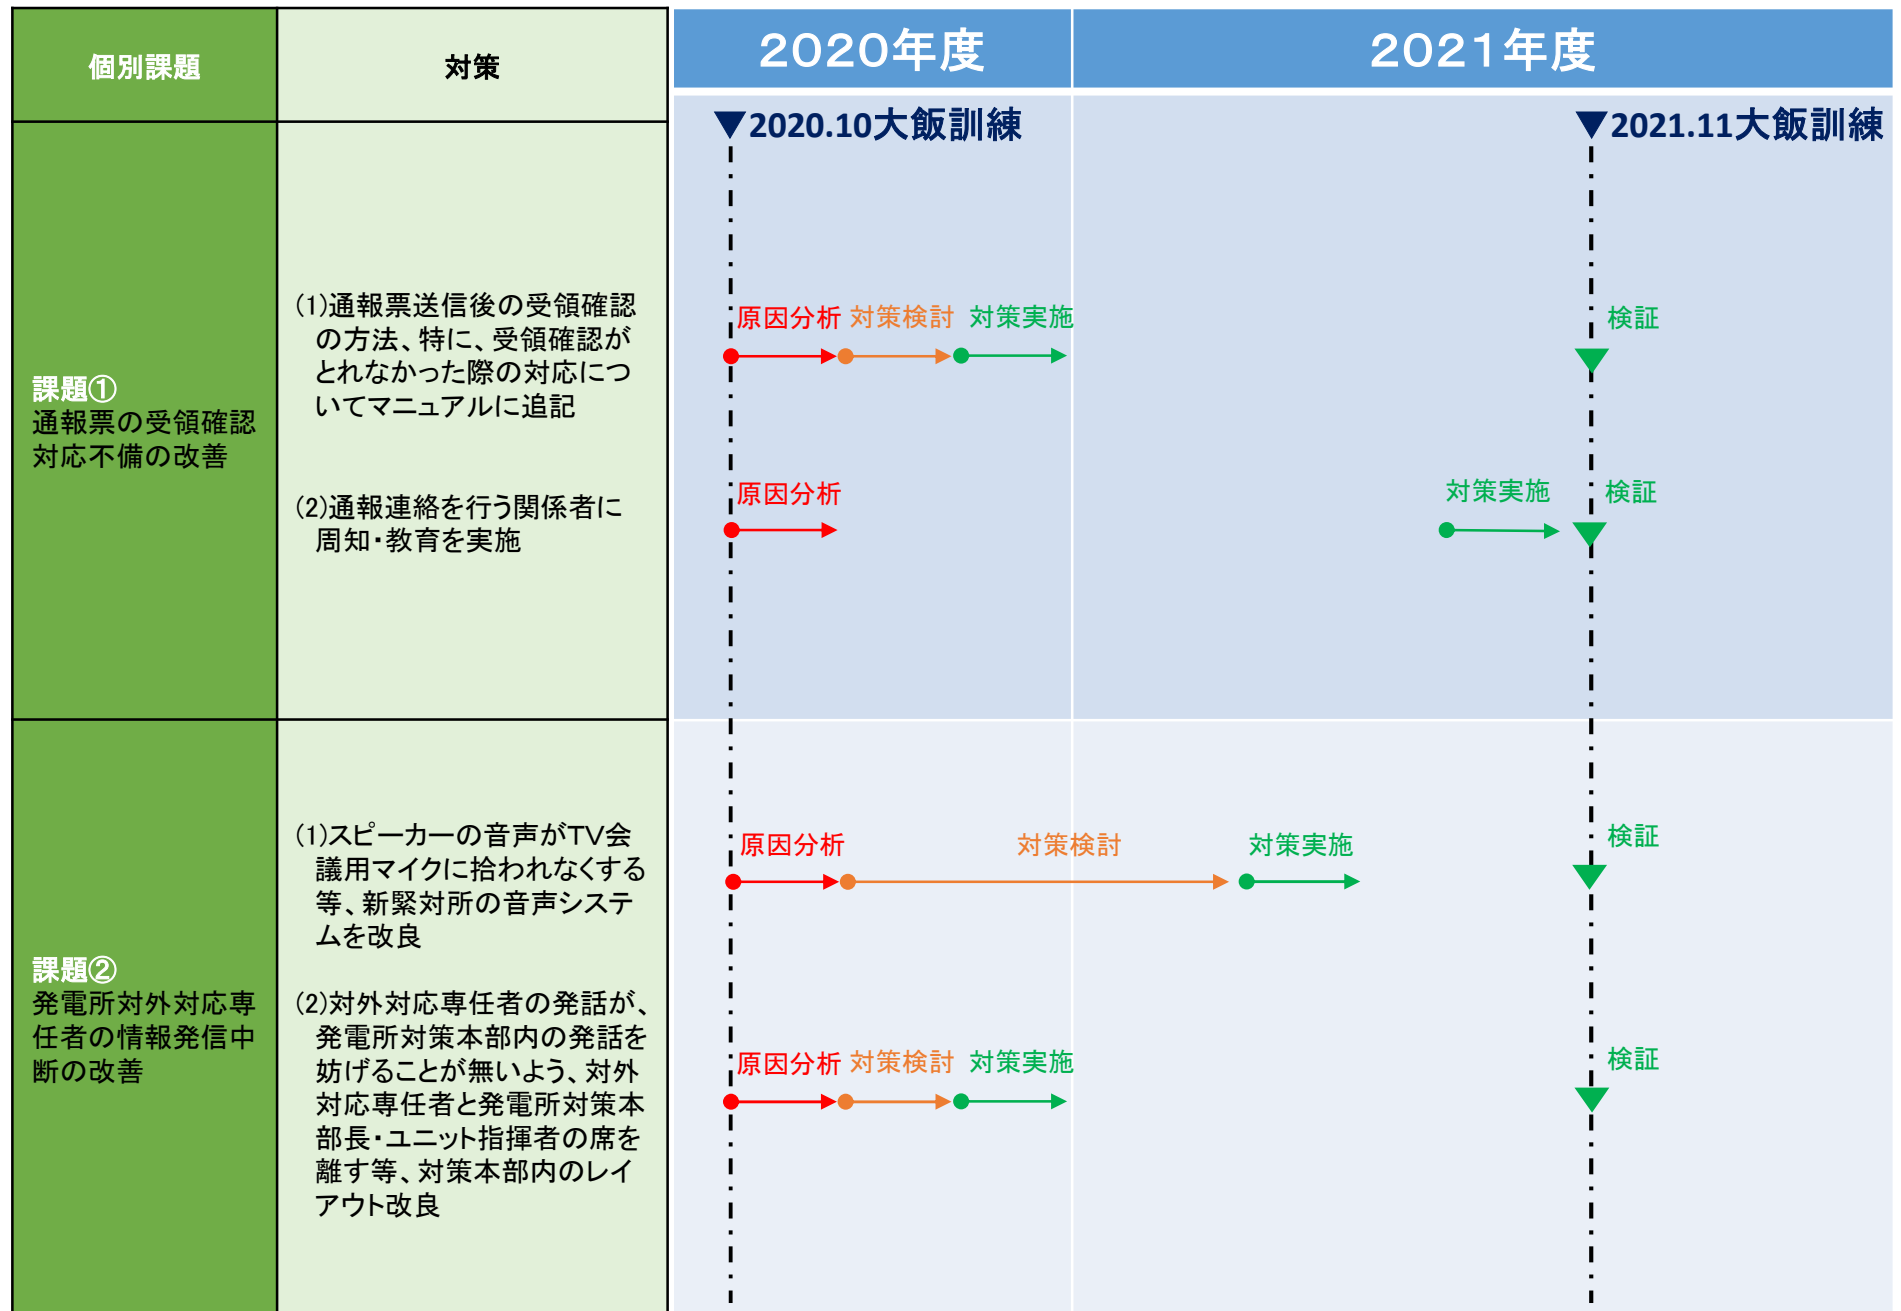 個別課題
対策
2020年度
2021年度
▼2020.10大飯訓練
▼2021.11大飯訓練
課題①
通報票の受領確認
対応不備の改善
(1)通報票送信後の受領確認
の方法、特に、受領確認が
とれなかった際の対応につ
いてマニュアルに追記
原因分析
対策検討
対策実施
検証
(2)通報連絡を行う関係者に
周知・教育を実施
原因分析
対策実施
検証
課題②
発電所対外対応専
任者の情報発信中
断の改善
(1)スピーカーの音声がTV会
議用マイクに拾われなくする
等、新緊対所の音声システ
ムを改良
原因分析
対策検討
対策実施
検証
(2)対外対応専任者の発話が、
発電所対策本部内の発話を
妨げることが無いよう、対外
対応専任者と発電所対策本
部長・ユニット指揮者の席を
離す等、対策本部内のレイ
アウト改良
原因分析
対策検討
対策実施
検証